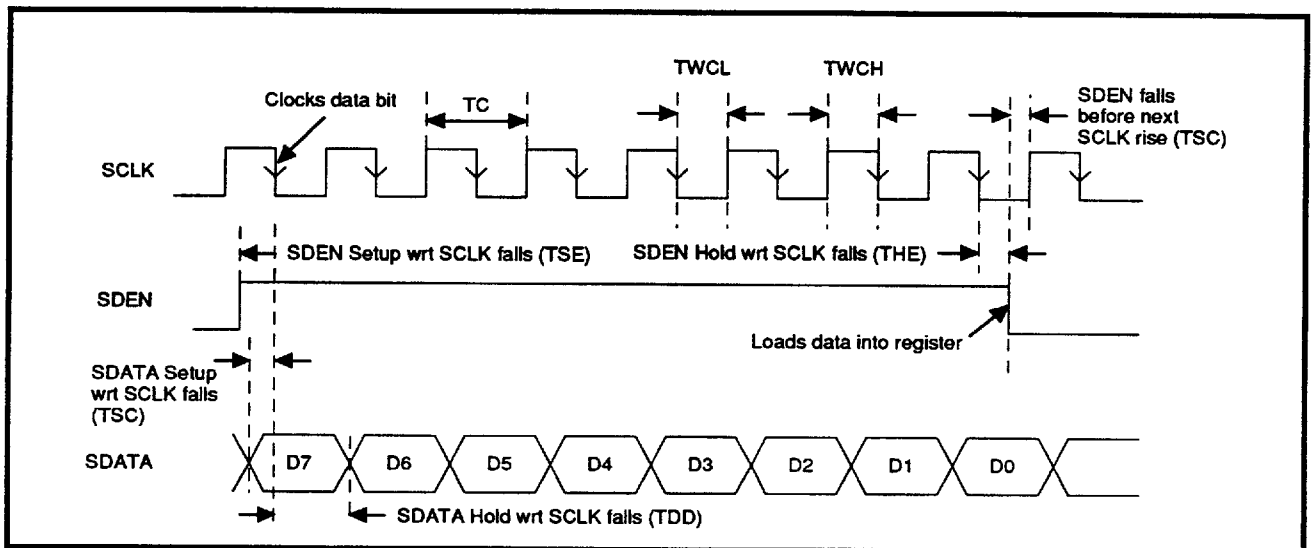 TWCL
TWCH
Clocks data bit
TC
SDEN falls
before next
SCLK rise (TSC)
SCLK
SDEN Setup wrt SCLK falls (TSE)
SDEN Hold wrt SCLK falls (THE)
SDEN
Loads data into register
SDATA Setup
wrt SCLK falls
(TSC)
SDATA
D7
D6
D5
D4
D3
D2
D1
D0
SDATA Hold wrt SCLK falls (TDD)